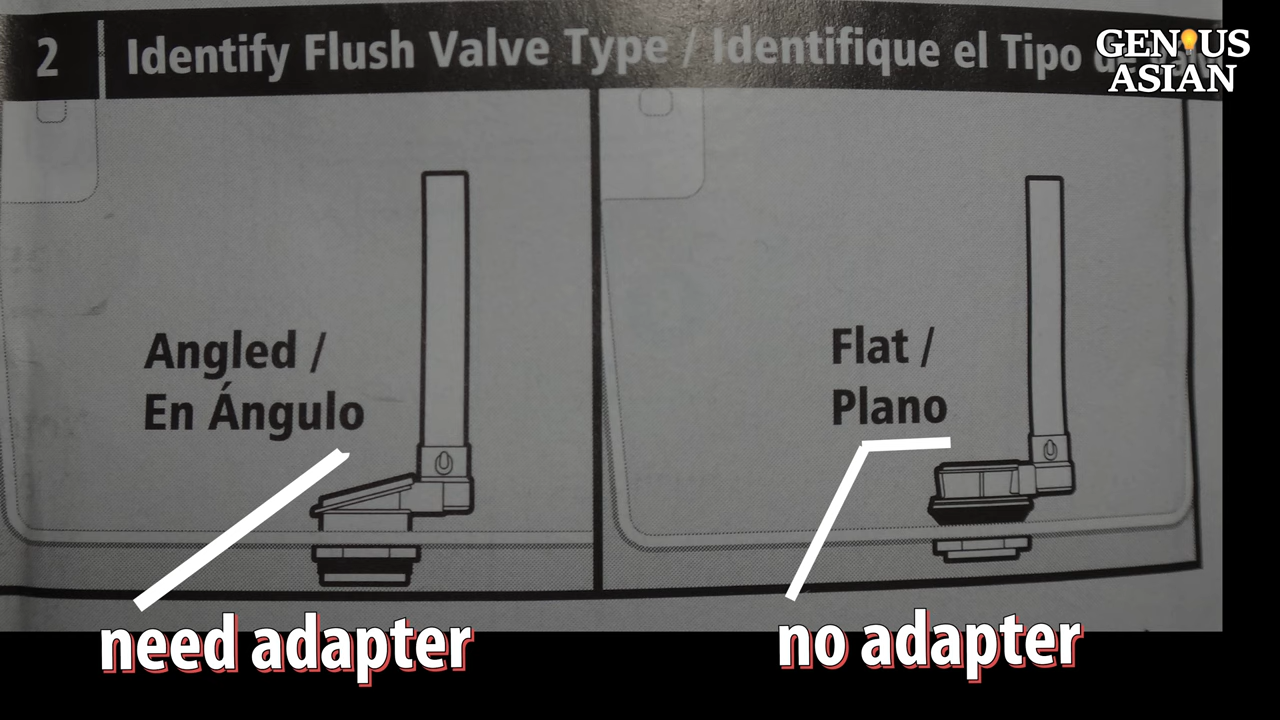 2 Identify Flush Valve Type / Identifique el Tipo
GENIUS
ASIAN
Angled /
En Ángulo
Flat /
Plano
need adapter
no adapter